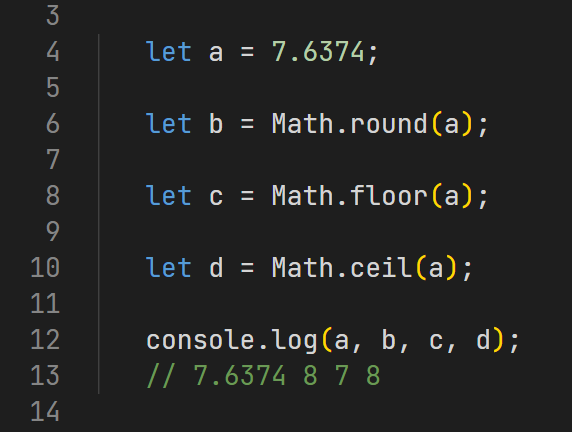 3
4 let a = 7.6374;
5
6 let b = Math.round(a);
7
8 let c = Math.floor(a);
9
10 let d = Math.ceil(a);
11
12 console.log(a, b, c, d);
13 // 7.6374 8 7 8
14